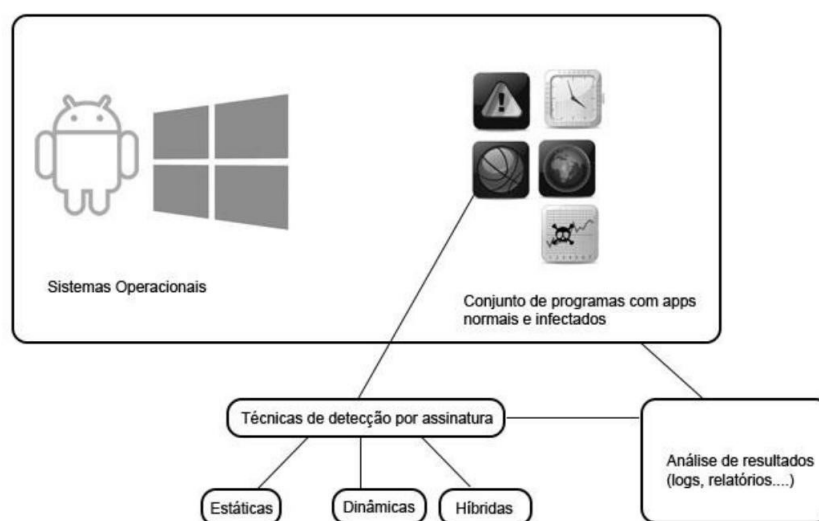 Sistemas Operacionais
Conjunto de programas com apps
normais e infectados
Técnicas de detecção por assinatura
Análise de resultados
(logs, relatórios....)
Estáticas
Dinâmicas
Híbridas